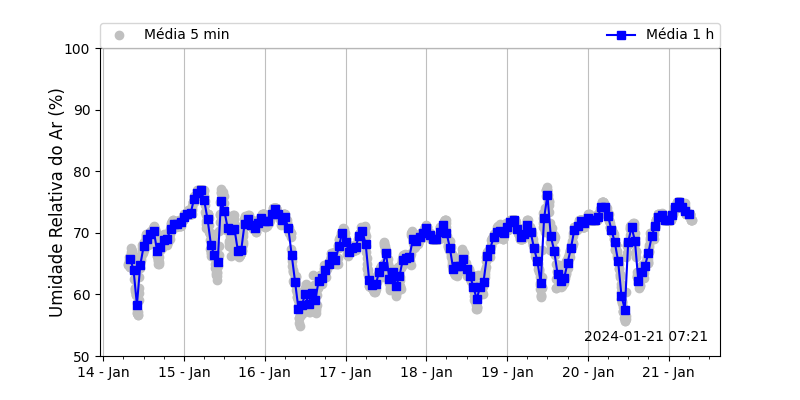 Média 5 min
Média 1 h
Umidade Relativa do Ar (%)
100
90
80
70
60
50
2024-01-21 07:21
14 - Jan
15 - Jan
16 - Jan
17 - Jan
18 - Jan
19 - Jan
20 - Jan
21 - Jan